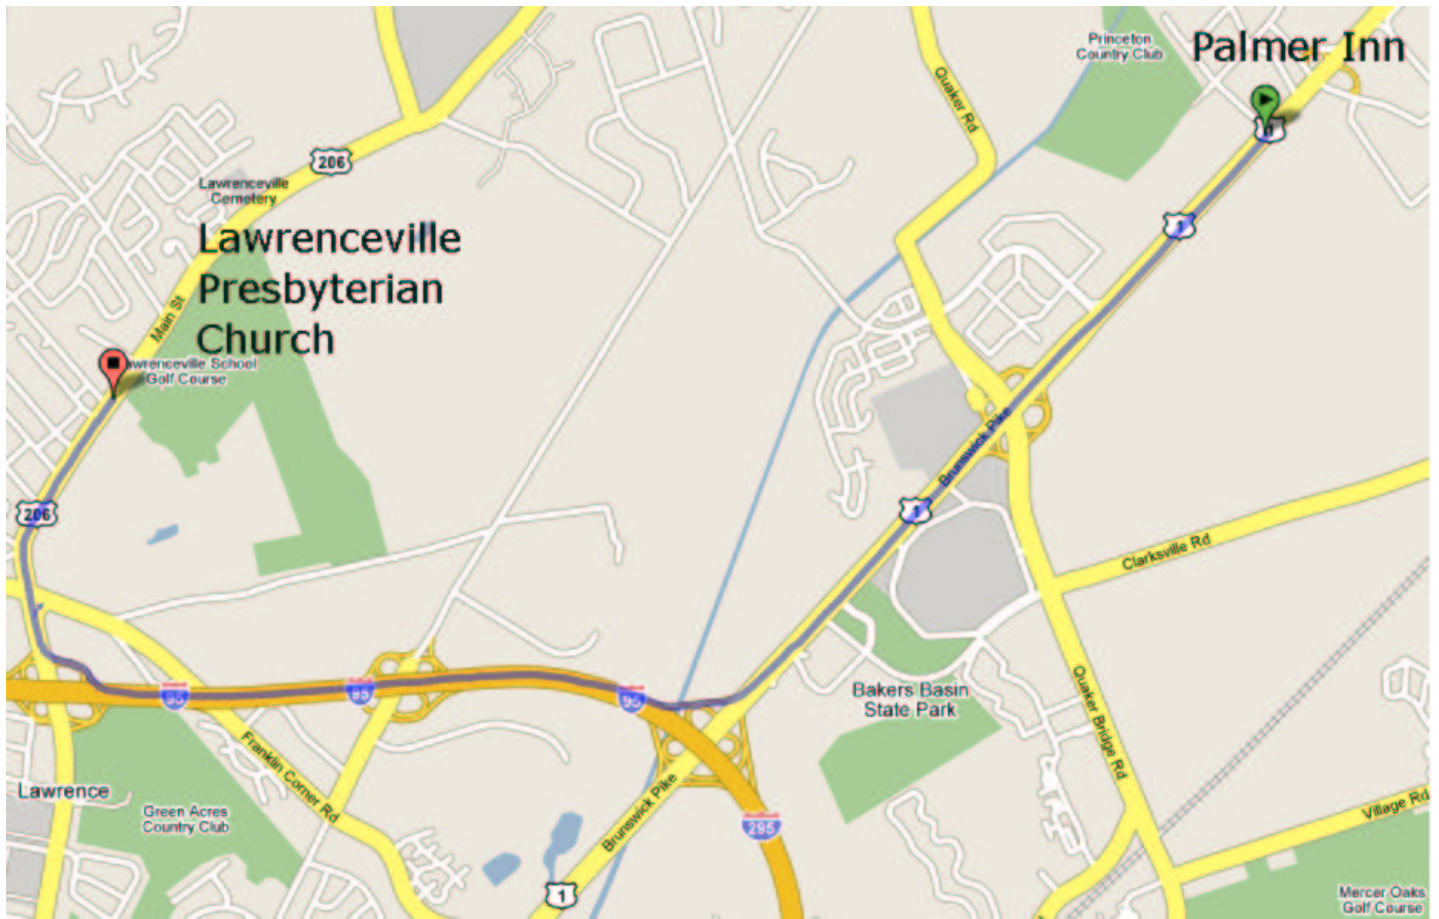 Princeton
Country Club
Palmer Inn
Quaker Rd
1
206
Lawrenceville
Cemetery
1
Lawrenceville
Presbyterian
Church
Main St
awrenceville School
Golf Course
Brunswick Pike
206
1
Clarksville Rd
95
95
95
Bakers Basin
State Park
Quaker Bridge Rd
Franklin Corner Rd
Lawrence
Green Acres
Country Club
Brunswick Pike
295
Village Rd
1
Mercer Oaks
Golf Course